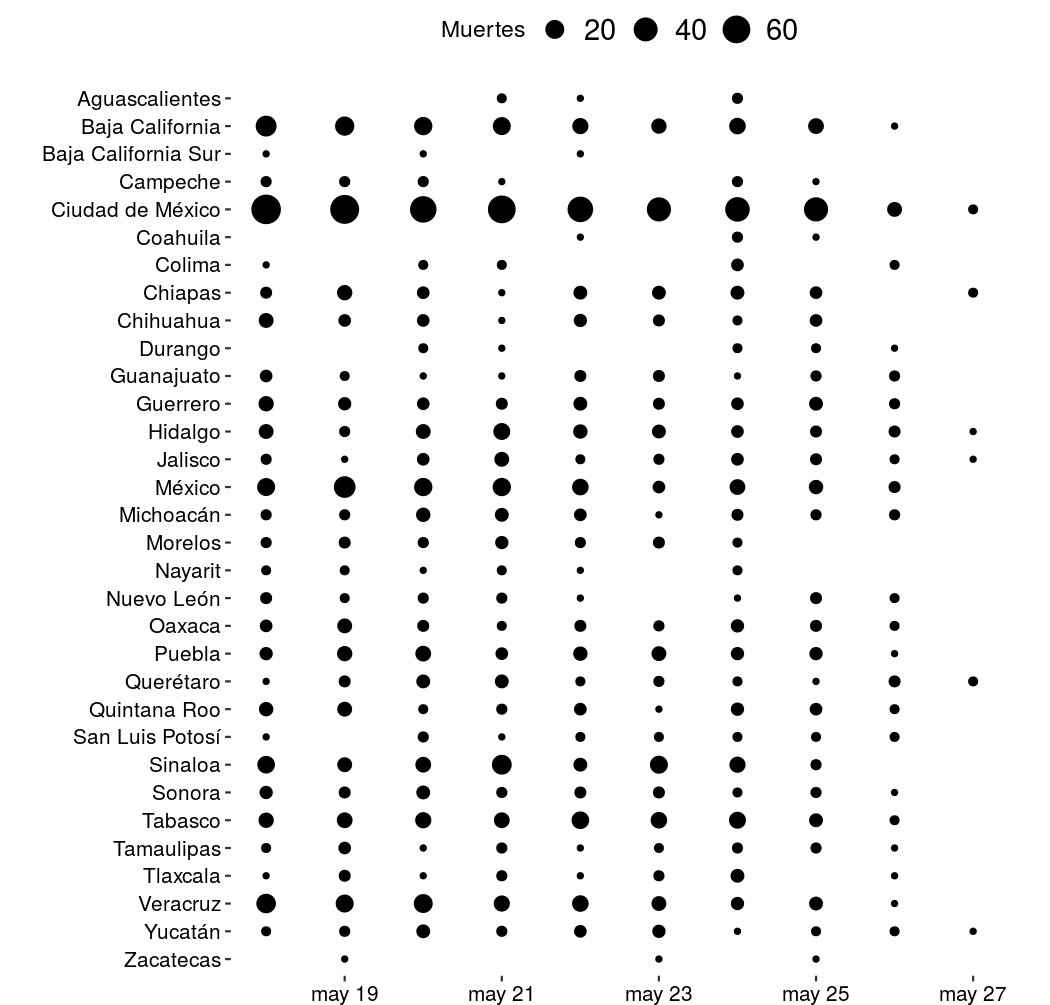 Muertes 20 40 60
Aguascalientes
Baja California
Baja California Sur
Campeche
Ciudad de México
Coahuila
Colima
Chiapas
Chihuahua
Durango
Guanajuato
Guerrero
Hidalgo
Jalisco
México
Michoacán
Morelos
Nayarit
Nuevo León
Oaxaca
Puebla
Querétaro
Quintana Roo
San Luis Potosí
Sinaloa
Sonora
Tabasco
Tamaulipas
Tlaxcala
Veracruz
Yucatán
Zacatecas
may 19 may 21 may 23 may 25 may 27